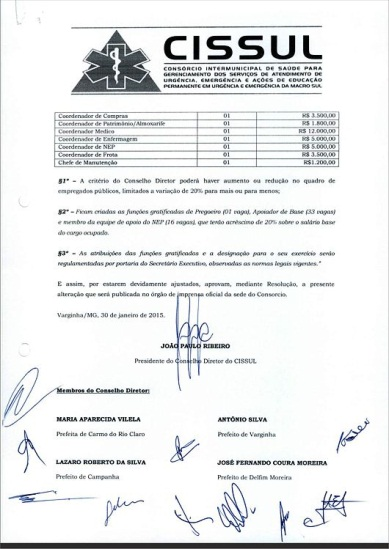 CISSUL
CONSÓRCIO INTERMUNICIPAL DE SAÚDE PARA
GERENCIAMENTO DOS SERVIÇOS DE ATENDIMENTO DE
URGÊNCIA, EMERGÊNCIA E AÇÕES DE EDUCAÇÃO
PERMANENTE EM URGÊNCIA E EMERGÊNCIA DA MACRO SUL
Coordenador de Compras 01 R$ 3.500,00
Coordenador de Patrimônio/Almoxarife 01 R$ 1.800,00
Coordenador Medico 01 R$ 12.000,00
Coordenador de Enfermagem 01 R$ 5.000,00
Coordenador de NEP 01 R$ 5.000,00
Coordenador de Frota 01 R$ 3.500,00
Chefe de Manutenção 01 R$1.200,00
§1º - A critério do Conselho Diretor poderá haver aumento ou redução no quadro de
empregados públicos, limitados a variação de 20% para mais ou para menos;
§2º - Ficam criadas as funções gratificadas de Pregoeiro (01 vaga), Apoiador de Base (33 vagas)
e membro da equipe de apoio do NEP (16 vagas), que terão acréscimo de 20% sobre o salário base
do cargo ocupado.
§3º - As atribuições das funções gratificadas e a designação para o seu exercício serão
regulamentadas por portaria do Secretário Executivo, observadas as normas legais vigentes."
E assim, por estarem devidamente ajustados, aprovam, mediante Resolução, a presente
alteração que será publicada no órgão de imprensa oficial da sede do Consorcio.
Varginha/MG, 30 de janeiro de 2015.
JOÃO PAULO RIBEIRO
Presidente do Conselho Diretor do CISSUL
Membros do Conselho Diretor:
MARIA APARECIDA VILELA ANTÔNIO SILVA
Prefeita de Carmo do Rio Claro Prefeito de Varginha
LAZARO ROBERTO DA SILVA JOSÉ FERNANDO COURA MOREIRA
Prefeito de Campanha Prefeito de Delfim Moreira